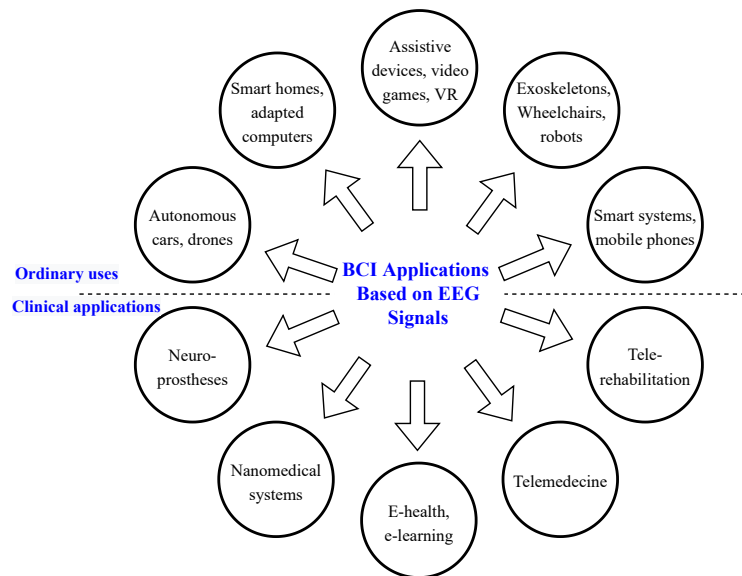 Assistive
devices, video
games, VR
Smart homes,
adapted
computers
Exoskeletons,
Wheelchairs,
robots
Autonomous
cars, drones
Smart systems,
mobile phones
Ordinary uses
BCI Applications
Based on EEG
Signals
Clinical applications
Neuro-
prostheses
Tele-
rehabilitation
Nanomedical
systems
Telemedecine
E-health,
e-learning